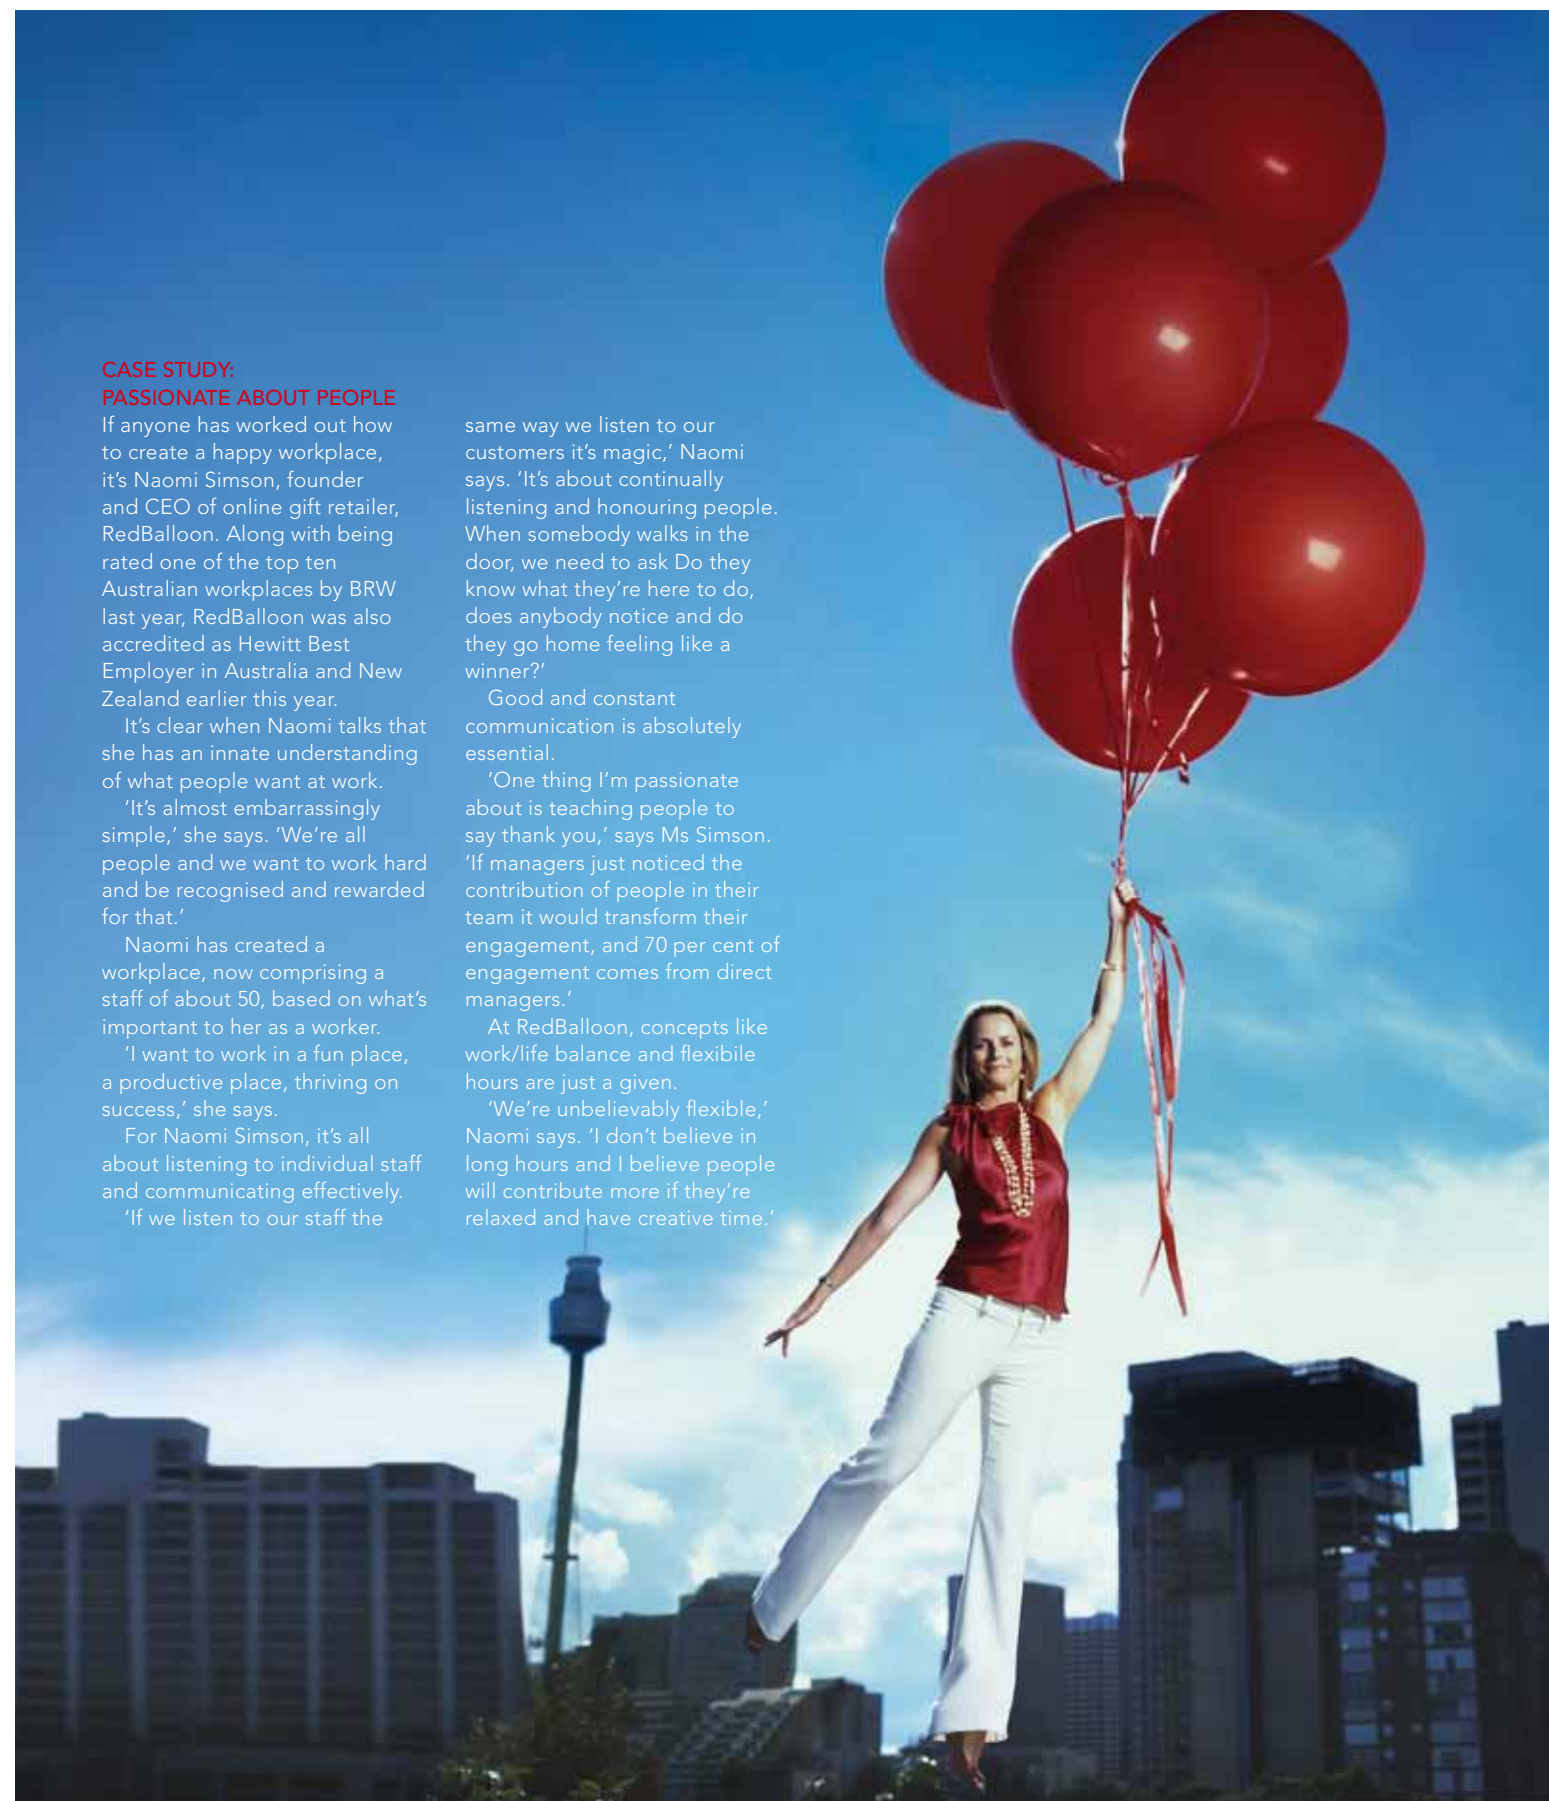 CASE STUDY:
PASSIONATE ABOUT PEOPLE
If anyone has worked out how
to create a happy workplace,
it’s Naomi Simson, founder
and CEO of online gift retailer,
RedBalloon. Along with being
rated one of the top ten
Australian workplaces by BRW
last year, RedBalloon was also
accredited as Hewitt Best
Employer in Australia and New
Zealand earlier this year.
It’s clear when Naomi talks that
she has an innate understanding
of what people want at work.
‘It’s almost embarrassingly
simple,’ she says. ‘We’re all
people and we want to work hard
and be recognised and rewarded
for that.’
Naomi has created a
workplace, now comprising a
staff of about 50, based on what’s
important to her as a worker.
‘I want to work in a fun place,
a productive place, thriving on
success,’ she says.
For Naomi Simson, it’s all
about listening to individual staff
and communicating effectively.
‘If we listen to our staff the
same way we listen to our
customers it’s magic,’ Naomi
says. ‘It’s about continually
listening and honouring people.
When somebody walks in the
door, we need to ask Do they
know what they’re here to do,
does anybody notice and do
they go home feeling like a
winner?’
Good and constant
communication is absolutely
essential.
‘One thing I’m passionate
about is teaching people to
say thank you,’ says Ms Simson.
‘If managers just noticed the
contribution of people in their
team it would transform their
engagement, and 70 per cent of
engagement comes from direct
managers.’
At RedBalloon, concepts like
work/life balance and flexibile
hours are just a given.
‘We’re unbelievably flexible,’
Naomi says. ‘I don’t believe in
long hours and I believe people
will contribute more if they’re
relaxed and have creative time.’